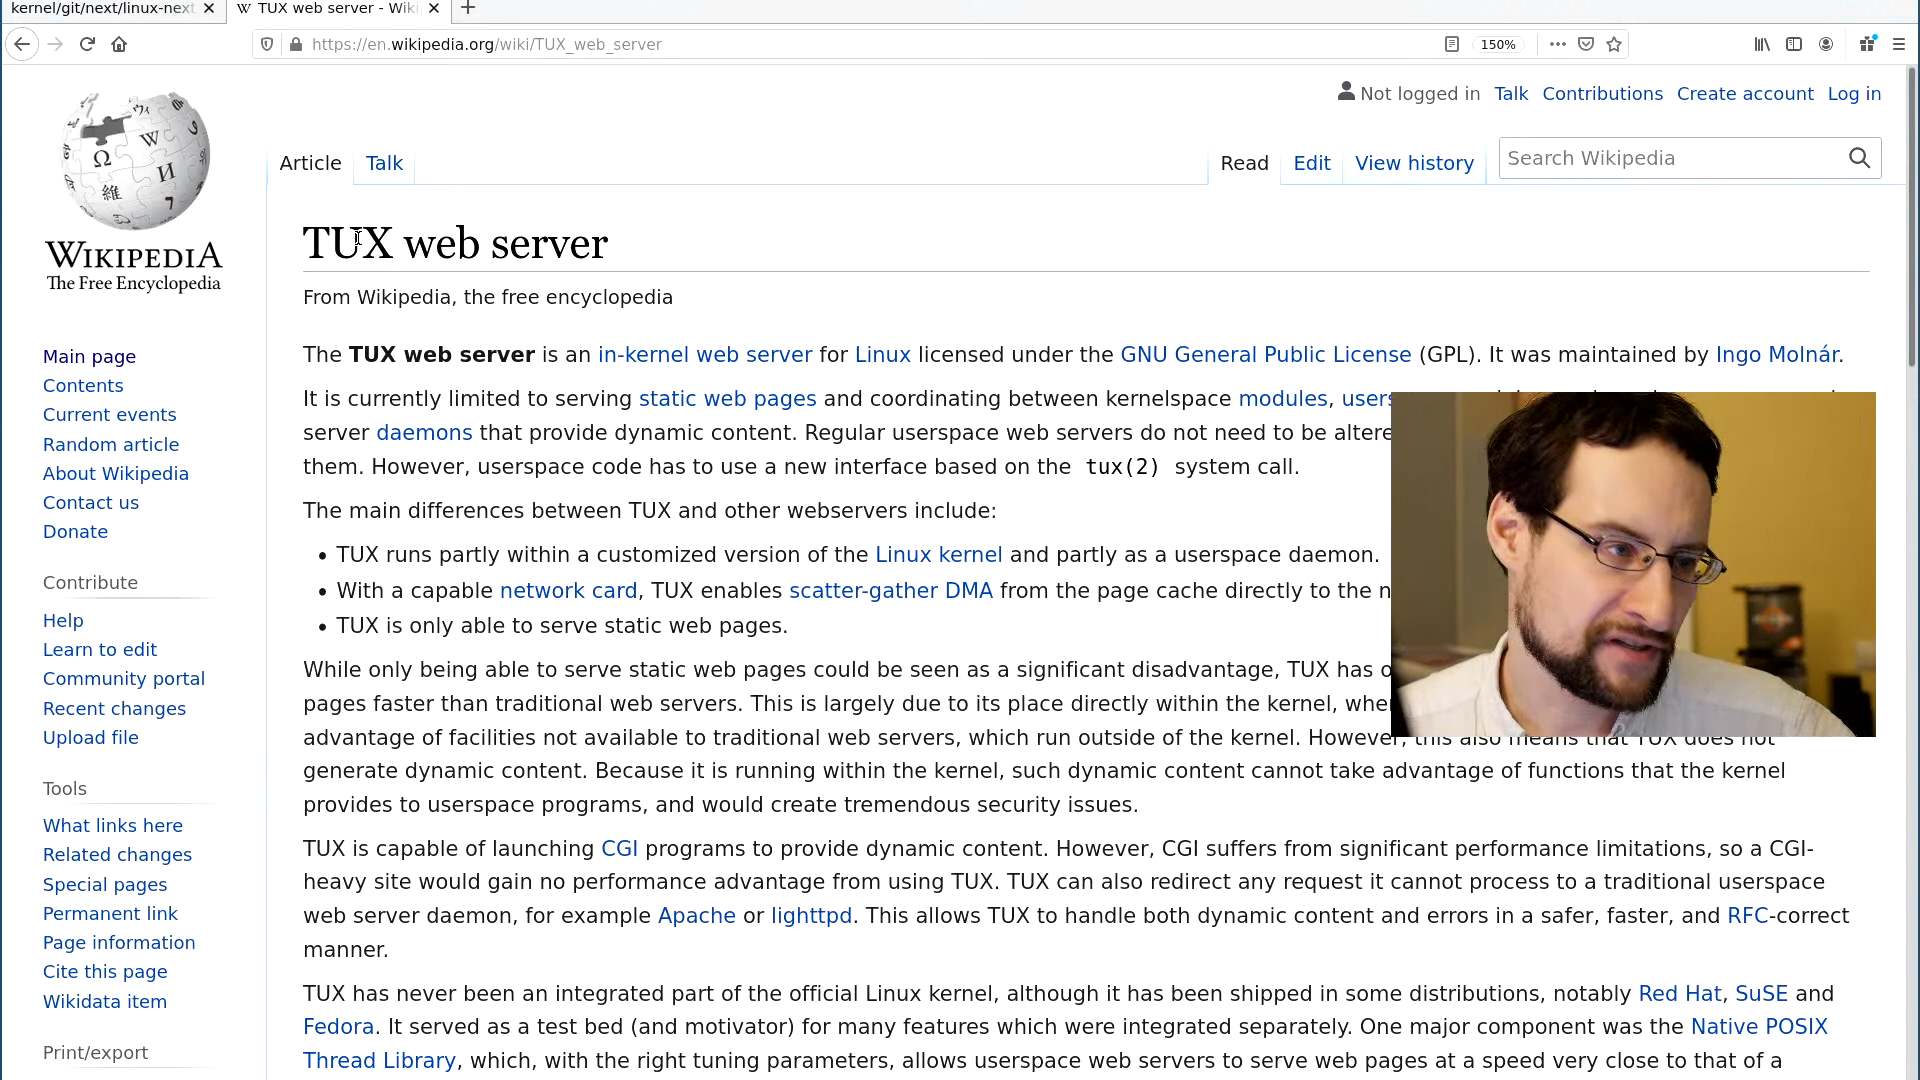 kernel/git/next/linux-next
TUX web server - Wiki
https://en.wikipedia.org/wiki/TUX_web_server
150%
Not logged in Talk Contributions Create account Log in
Article Talk
Read Edit View history
Search Wikipedia
WIKIPEDIA
The Free Encyclopedia
Main page
Contents
Current events
Random article
About Wikipedia
Contact us
Donate
Contribute
Help
Learn to edit
Community portal
Recent changes
Upload file
Tools
What links here
Related changes
Special pages
Permanent link
Page information
Cite this page
Wikidata item
Print/export
TUX web server
From Wikipedia, the free encyclopedia
The TUX web server is an in-kernel web server for Linux licensed under the GNU General Public License (GPL). It was maintained by Ingo Molnár.
It is currently limited to serving static web pages and coordinating between kernelspace modules,
server daemons that provide dynamic content. Regular userspace web servers do not need to be
them. However, userspace code has to use a new interface based on the tux(2) system call.
The main differences between TUX and other webservers include:
• TUX runs partly within a customized version of the Linux kernel and partly as a userspace daemon.
• With a capable network card, TUX enables scatter-gather DMA from the page cache directly to the
• TUX is only able to serve static web pages.
While only being able to serve static web pages could be seen as a significant disadvantage, TUX has
pages faster than traditional web servers. This is largely due to its place directly within the kernel,
advantage of facilities not available to traditional web servers, which run outside of the kernel. However, this also means that TUX does not
generate dynamic content. Because it is running within the kernel, such dynamic content cannot take advantage of functions that the kernel
provides to userspace programs, and would create tremendous security issues.
TUX is capable of launching CGI programs to provide dynamic content. However, CGI suffers from significant performance limitations, so a CGI-
heavy site would gain no performance advantage from using TUX. TUX can also redirect any request it cannot process to a traditional userspace
web server daemon, for example Apache or lighttpd. This allows TUX to handle both dynamic content and errors in a safer, faster, and RFC-correct
manner.
TUX has never been an integrated part of the official Linux kernel, although it has been shipped in some distributions, notably Red Hat, SuSE and
Fedora. It served as a test bed (and motivator) for many features which were integrated separately. One major component was the Native POSIX
Thread Library, which, with the right tuning parameters, allows userspace web servers to serve web pages at a speed very close to that of a